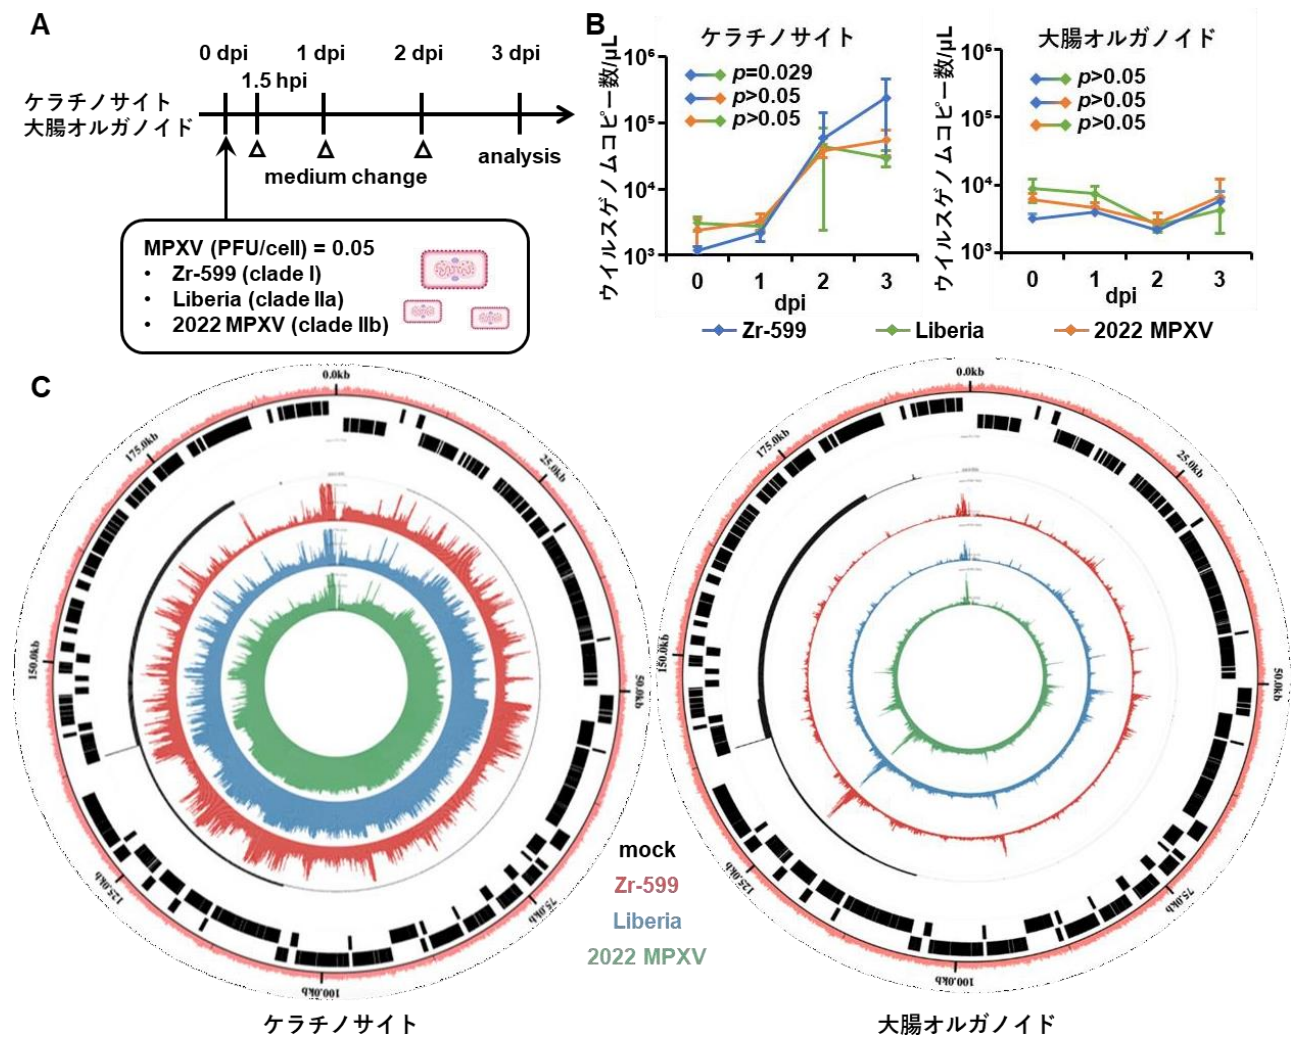 A
0 dpi 1 dpi 2 dpi 3 dpi
1.5 hpi
ケラチノサイト
大腸オルガノイド
analysis
medium change
MPXV (PFU/cell) = 0.05
• Zr-599 (clade I)
• Liberia (clade IIa)
• 2022 MPXV (clade IIb)
B
ケラチノサイト
ウイルスゲノムコピー数/μL
10⁶
10⁵
10⁴
10³
p=0.029
p>0.05
p>0.05
0 1 2 3
大腸オルガノイド
ウイルスゲノムコピー数/μL
10⁶
10⁵
10⁴
10³
p>0.05
p>0.05
p>0.05
0 1 2 3
dpi
dpi
Zr-599 Liberia 2022 MPXV
C
0.0kb
25.0kb
50.0kb
75.0kb
100.0kb
125.0kb
150.0kb
175.0kb
0.0kb
25.0kb
50.0kb
75.0kb
100.0kb
125.0kb
150.0kb
175.0kb
mock
Zr-599
Liberia
2022 MPXV
ケラチノサイト
大腸オルガノイド